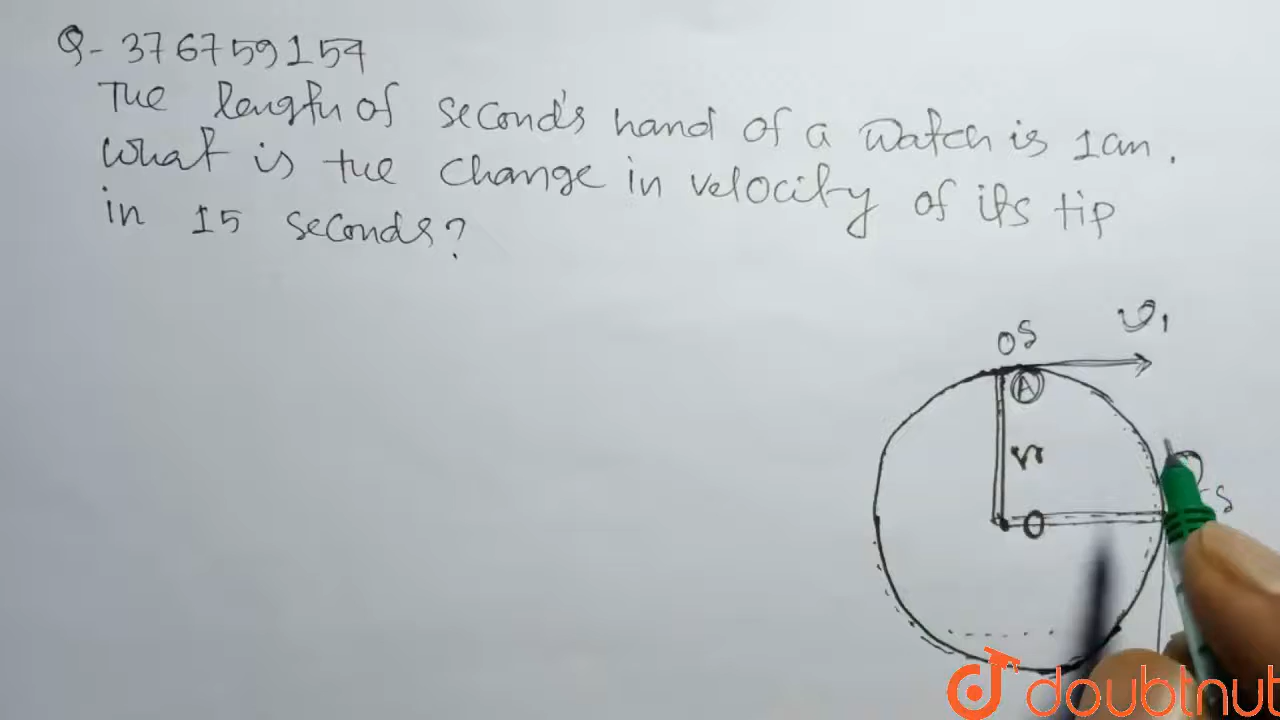 Q- 376759154
The length of second's hand of a watch is 1cm.
What is the change in velocity of its tip
in 15 seconds?
0S
V1
A
r
S
O
doubtnut